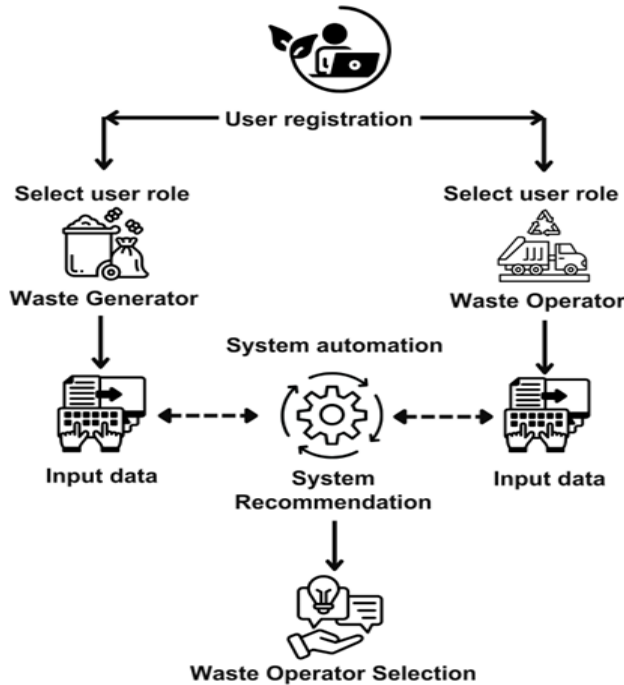 User registration
Select user role
Select user role
Waste Generator
Waste Operator
System automation
Input data
System
Recommendation
Input data
Waste Operator Selection